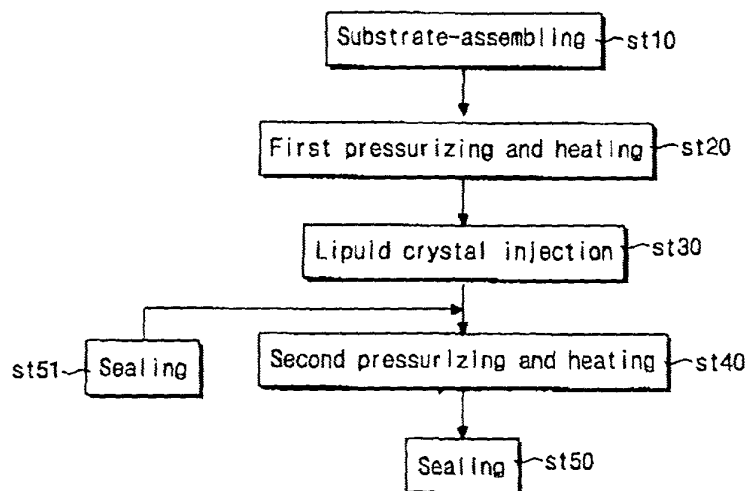 Substrate-assembling st10
First pressurizing and heating st20
Lipuid crystal injection st30
st51 Sealing
Second pressurizing and heating st40
Sealing st50